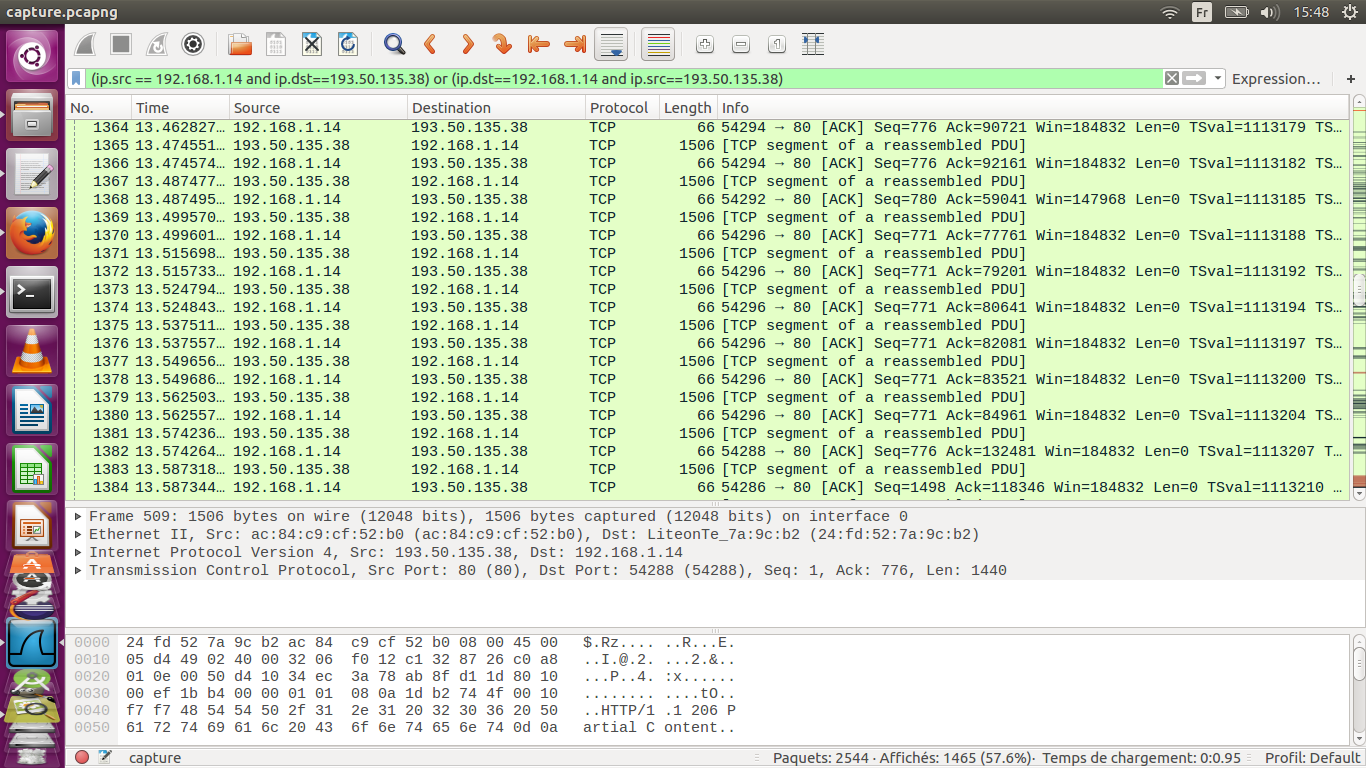 capture.pcapng
Fr
15:48
(ip.src == 192.168.1.14 and ip.dst==193.50.135.38) or (ip.dst==192.168.1.14 and ip.src==193.50.135.38)
Expression…
+
No. Time Source Destination Protocol Length Info
1364 13.462827… 192.168.1.14 193.50.135.38 TCP 66 54294 → 80 [ACK] Seq=776 Ack=90721 Win=184832 Len=0 TSval=1113179 TS…
1365 13.474551… 193.50.135.38 192.168.1.14 TCP 1506 [TCP segment of a reassembled PDU]
1366 13.474574… 192.168.1.14 193.50.135.38 TCP 66 54294 → 80 [ACK] Seq=776 Ack=92161 Win=184832 Len=0 TSval=1113182 TS…
1367 13.487477… 193.50.135.38 192.168.1.14 TCP 1506 [TCP segment of a reassembled PDU]
1368 13.487495… 192.168.1.14 193.50.135.38 TCP 66 54292 → 80 [ACK] Seq=780 Ack=59041 Win=147968 Len=0 TSval=1113185 TS…
1369 13.499570… 193.50.135.38 192.168.1.14 TCP 1506 [TCP segment of a reassembled PDU]
1370 13.499601… 192.168.1.14 193.50.135.38 TCP 66 54296 → 80 [ACK] Seq=771 Ack=77761 Win=184832 Len=0 TSval=1113188 TS…
1371 13.515698… 193.50.135.38 192.168.1.14 TCP 1506 [TCP segment of a reassembled PDU]
1372 13.515733… 192.168.1.14 193.50.135.38 TCP 66 54296 → 80 [ACK] Seq=771 Ack=79201 Win=184832 Len=0 TSval=1113192 TS…
1373 13.524794… 193.50.135.38 192.168.1.14 TCP 1506 [TCP segment of a reassembled PDU]
1374 13.524843… 192.168.1.14 193.50.135.38 TCP 66 54296 → 80 [ACK] Seq=771 Ack=80641 Win=184832 Len=0 TSval=1113194 TS…
1375 13.537511… 193.50.135.38 192.168.1.14 TCP 1506 [TCP segment of a reassembled PDU]
1376 13.537557… 192.168.1.14 193.50.135.38 TCP 66 54296 → 80 [ACK] Seq=771 Ack=82081 Win=184832 Len=0 TSval=1113197 TS…
1377 13.549656… 193.50.135.38 192.168.1.14 TCP 1506 [TCP segment of a reassembled PDU]
1378 13.549686… 192.168.1.14 193.50.135.38 TCP 66 54296 → 80 [ACK] Seq=771 Ack=83521 Win=184832 Len=0 TSval=1113200 TS…
1379 13.562503… 193.50.135.38 192.168.1.14 TCP 1506 [TCP segment of a reassembled PDU]
1380 13.562557… 192.168.1.14 193.50.135.38 TCP 66 54296 → 80 [ACK] Seq=771 Ack=84961 Win=184832 Len=0 TSval=1113204 TS…
1381 13.574236… 193.50.135.38 192.168.1.14 TCP 1506 [TCP segment of a reassembled PDU]
1382 13.574264… 192.168.1.14 193.50.135.38 TCP 66 54288 → 80 [ACK] Seq=776 Ack=132481 Win=184832 Len=0 TSval=1113207 T…
1383 13.587318… 193.50.135.38 192.168.1.14 TCP 1506 [TCP segment of a reassembled PDU]
1384 13.587344… 192.168.1.14 193.50.135.38 TCP 66 54286 → 80 [ACK] Seq=1498 Ack=118346 Win=184832 Len=0 TSval=1113210 …
Frame 509: 1506 bytes on wire (12048 bits), 1506 bytes captured (12048 bits) on interface 0
Ethernet II, Src: ac:84:c9:cf:52:b0 (ac:84:c9:cf:52:b0), Dst: LiteonTe_7a:9c:b2 (24:fd:52:7a:9c:b2)
Internet Protocol Version 4, Src: 193.50.135.38, Dst: 192.168.1.14
Transmission Control Protocol, Src Port: 80 (80), Dst Port: 54288 (54288), Seq: 1, Ack: 776, Len: 1440
0000 24 fd 52 7a 9c b2 ac 84 c9 cf 52 b0 08 00 45 00 $.Rz.... ..R...E.
0010 05 d4 49 02 40 00 32 06 f0 12 c1 32 87 26 c0 a8 ..I.@.2. ...2.&..
0020 01 0e 00 50 d4 10 34 ec 3a 78 ab 8f d1 1d 80 10 ...P..4. :x......
0030 00 ef 1b b4 00 00 01 01 08 0a 1d b2 74 4f 00 10 ........ ....tO..
0040 f7 f7 48 54 54 50 2f 31 2e 31 20 32 30 36 20 50 ..HTTP/1 .1 206 P
0050 61 72 74 69 61 6c 20 43 6f 6e 74 65 6e 74 0d 0a artial C ontent..
capture
Paquets: 2544 · Affichés: 1465 (57.6%)· Temps de chargement: 0:0.95
Profil: Default